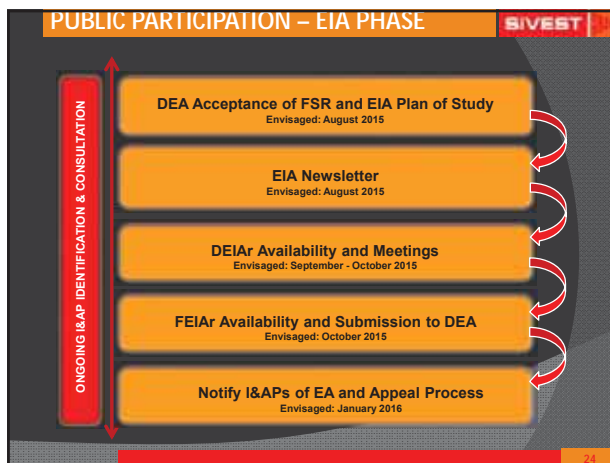 PUBLIC PARTICIPATION – EIA PHASE
SIVEST
ONGOING I&AP IDENTIFICATION & CONSULTATION
DEA Acceptance of FSR and EIA Plan of Study
Envisaged: August 2015
EIA Newsletter
Envisaged: August 2015
DEIAr Availability and Meetings
Envisaged: September - October 2015
FEIAr Availability and Submission to DEA
Envisaged: October 2015
Notify I&APs of EA and Appeal Process
Envisaged: January 2016
24